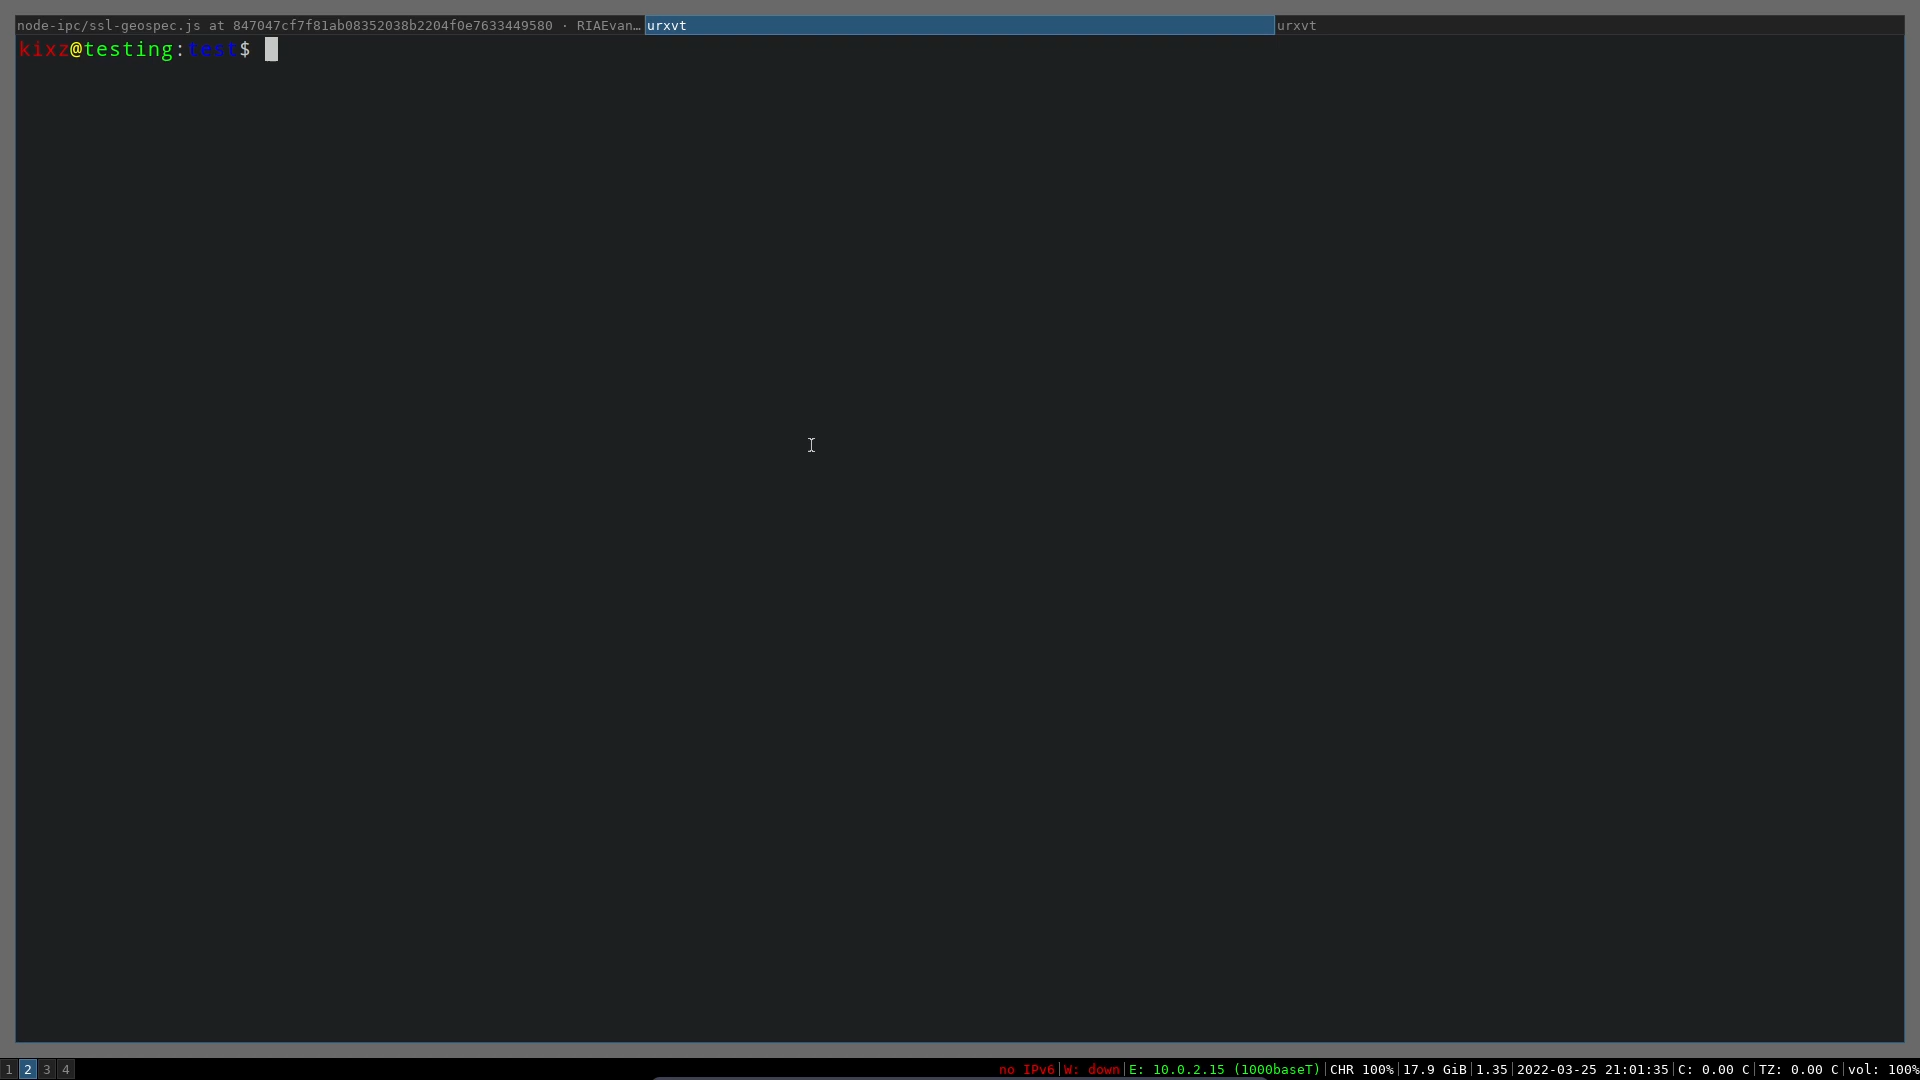 node-ipc/ssl-geospec.js at 847047cf7f81ab08352038b2204f0e7633449580 · RIAEvan… urxvt urxvt
kixz@testing:test$
1 2 3 4 no IPv6|W: down|E: 10.0.2.15 (1000baseT)|CHR 100%|17.9 GiB|1.35|2022-03-25 21:01:35|C: 0.00 C|TZ: 0.00 C|vol: 100%